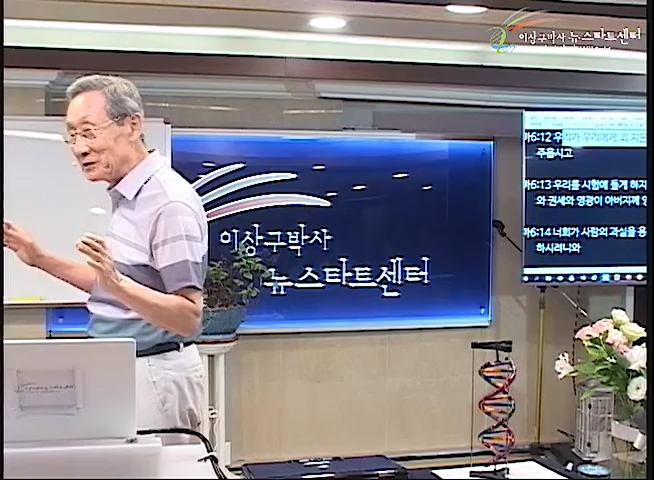 이상구박사 뉴스타트센터
이상구박사
뉴스타트센터
마6:12 우리가 우리에게 죄 지은
주옵시고
마6:13 우리를 시험에 들게 하지
와 권세와 영광이 아버지께 영
마6:14 너희가 사람의 과실을 용
하시려니와